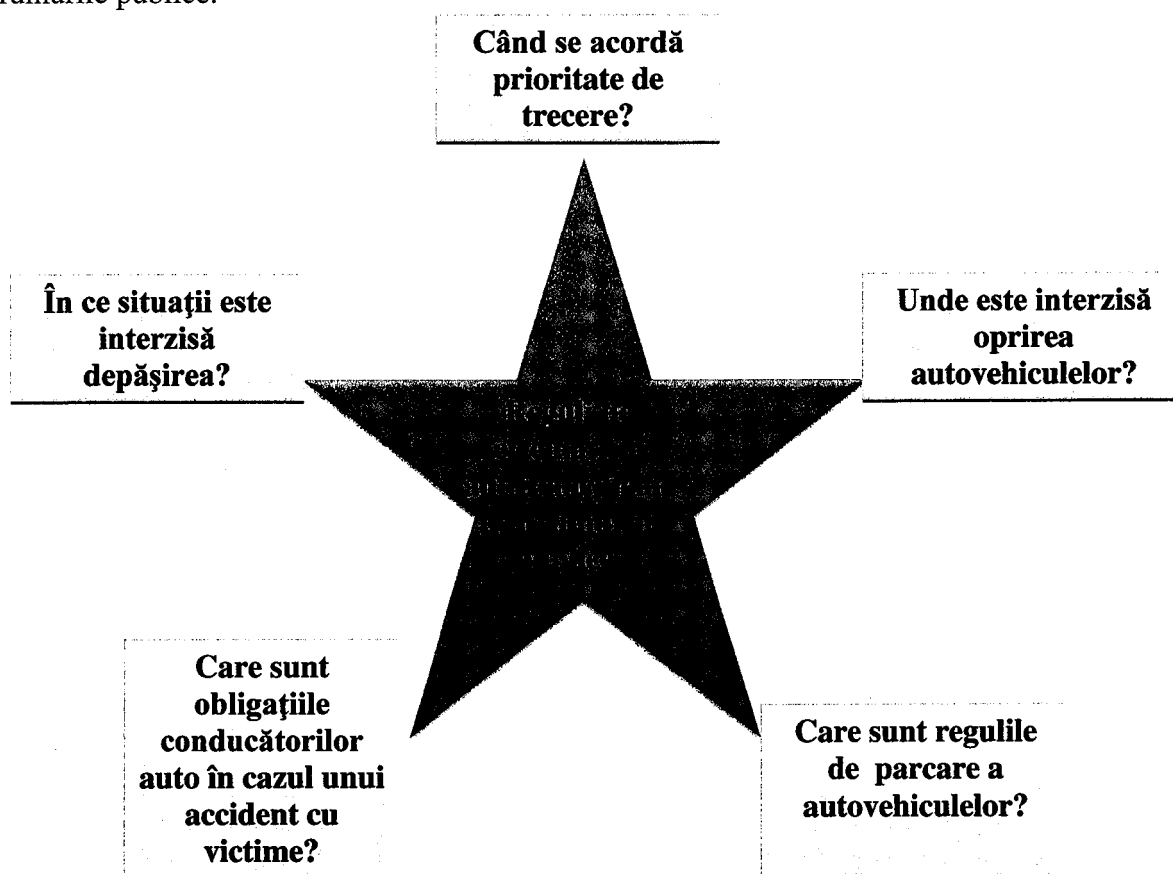 publice.
Când se acordă
prioritate de
trecere?
În ce situaţii este
interzisă
depăşirea?
Unde este interzisă
oprirea
autovehiculelor?
Care sunt
obligaţiile
conducătorilor
auto în cazul unui
accident cu
victime?
Care sunt regulile
de parcare a
autovehiculelor?